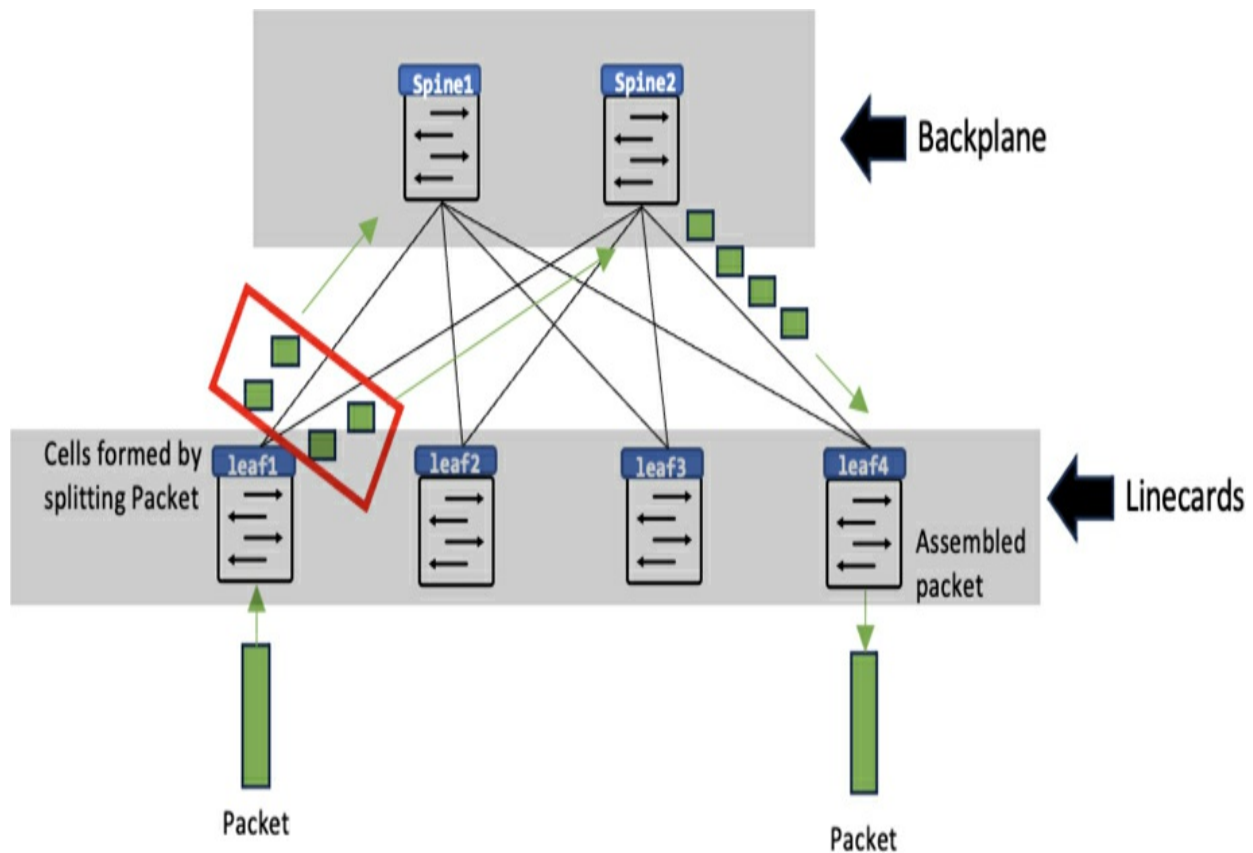 Spine1
Spine2
Backplane
Cells formed by
splitting Packet
leaf1
leaf2
leaf3
leaf4
Linecards
Assembled
packet
Packet
Packet